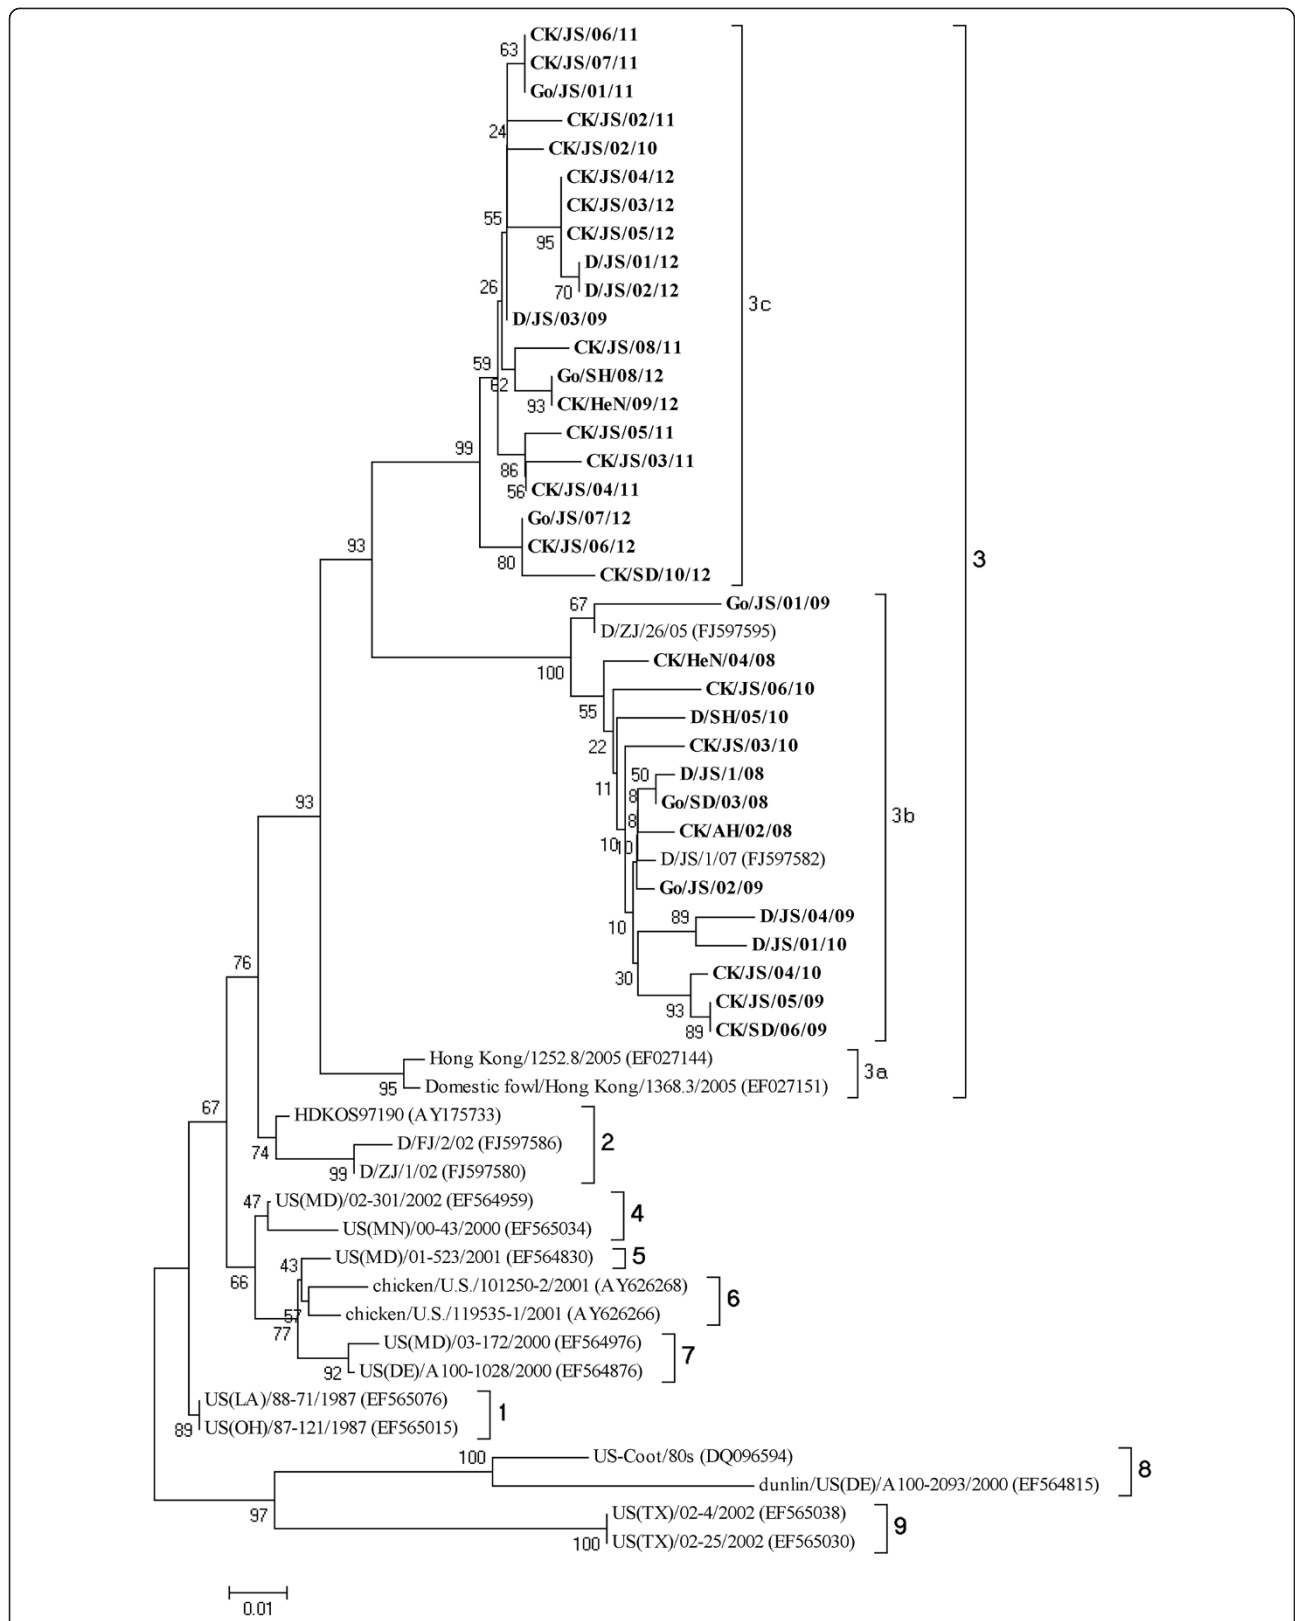 CK/JS/06/11
63
CK/JS/07/11
Go/JS/01/11
CK/JS/02/11
24
CK/JS/02/10
CK/JS/04/12
CK/JS/03/12
55
CK/JS/05/12
95
D/JS/01/12
26
70
D/JS/02/12
3c
D/JS/03/09
CK/JS/08/11
59
Go/SH/08/12
62
93
CK/HeN/09/12
CK/JS/05/11
99
CK/JS/03/11
86
56
CK/JS/04/11
Go/JS/07/12
93
CK/JS/06/12
80
3
CK/SD/10/12
67
Go/JS/01/09
D/ZJ/26/05 (FJ597595)
CK/HeN/04/08
100
CK/JS/06/10
55
D/SH/05/10
22
CK/JS/03/10
50
D/JS/1/08
11
8
Go/SD/03/08
93
8
3b
CK/AH/02/08
10
10
D/JS/1/07 (FJ597582)
Go/JS/02/09
89
D/JS/04/09
10
D/JS/01/10
76
30
CK/JS/04/10
CK/JS/05/09
93
89
CK/SD/06/09
Hong Kong/1252.8/2005 (EF027144)
3a
95
Domestic fowl/Hong Kong/1368.3/2005 (EF027151)
67
HDKOS97190 (AY175733)
D/FJ/2/02 (FJ597586)
2
74
99
D/ZJ/1/02 (FJ597580)
47
US(MD)/02-301/2002 (EF564959)
4
US(MN)/00-43/2000 (EF565034)
43
US(MD)/01-523/2001 (EF564830)
5
66
chicken/U.S./101250-2/2001 (AY626268)
6
57
chicken/U.S./119535-1/2001 (AY626266)
77
US(MD)/03-172/2000 (EF564976)
7
92
US(DE)/A100-1028/2000 (EF564876)
US(LA)/88-71/1987 (EF565076)
1
89
US(OH)/87-121/1987 (EF565015)
100
US-Coot/80s (DQ096594)
8
dunlin/US(DE)/A100-2093/2000 (EF564815)
97
US(TX)/02-4/2002 (EF565038)
9
100
US(TX)/02-25/2002 (EF565030)
0.01